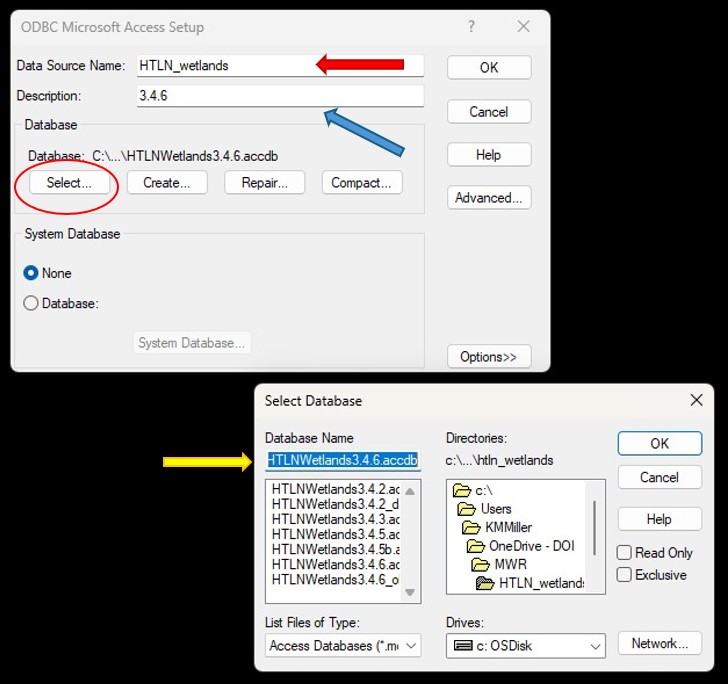 ODBC Microsoft Access Setup
?
Data Source Name: HTLN_wetlands
OK
Description: 3.4.6
Cancel
Database
Database: C:\...\HTLNWetlands3.4.6.accdb
Help
Select...
Create...
Repair...
Compact...
Advanced...
System Database
None
Database:
System Database...
Options>>
Select Database
Database Name
HTLNWetlands3.4.6.accdb
HTLNWetlands3.4.2.ac
HTLNWetlands3.4.2_d
HTLNWetlands3.4.3.ac
HTLNWetlands3.4.5.ac
HTLNWetlands3.4.5b.a
HTLNWetlands3.4.6.ac
HTLNWetlands3.4.6_o
List Files of Type:
Access Databases (*.m
Directories:
c:\...\htln_wetlands
c:\
Users
KMMiller
OneDrive - DOI
MWR
HTLN_wetlands
Drives:
c: OSDisk
OK
Cancel
Help
Read Only
Exclusive
Network...